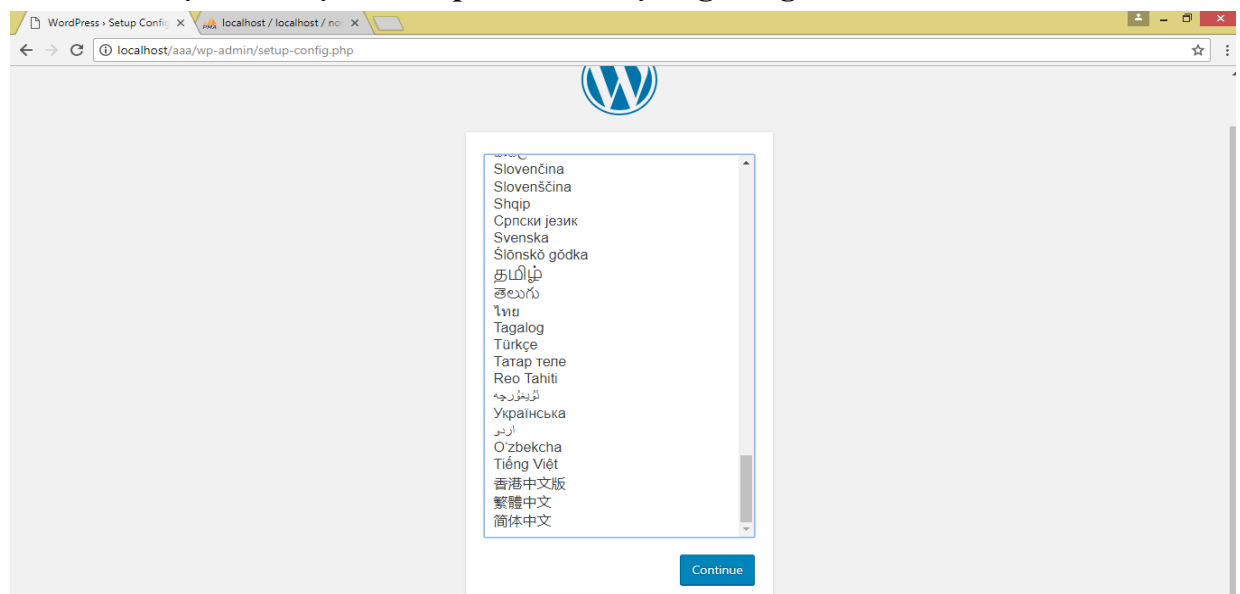 WordPress › Setup Config
localhost / localhost / no
localhost/aaa/wp-admin/setup-config.php
Slovenčina
Slovenščina
Shqip
Српски језик
Svenska
Ślōnskŏ gŏdka
தமிழ்
తెలుగు
ไทย
Tagalog
Türkçe
Татар теле
Reo Tahiti
ئۇيغۇرچە
Українська
اردو
O‘zbekcha
Tiếng Việt
香港中文版
繁體中文
简体中文
Continue